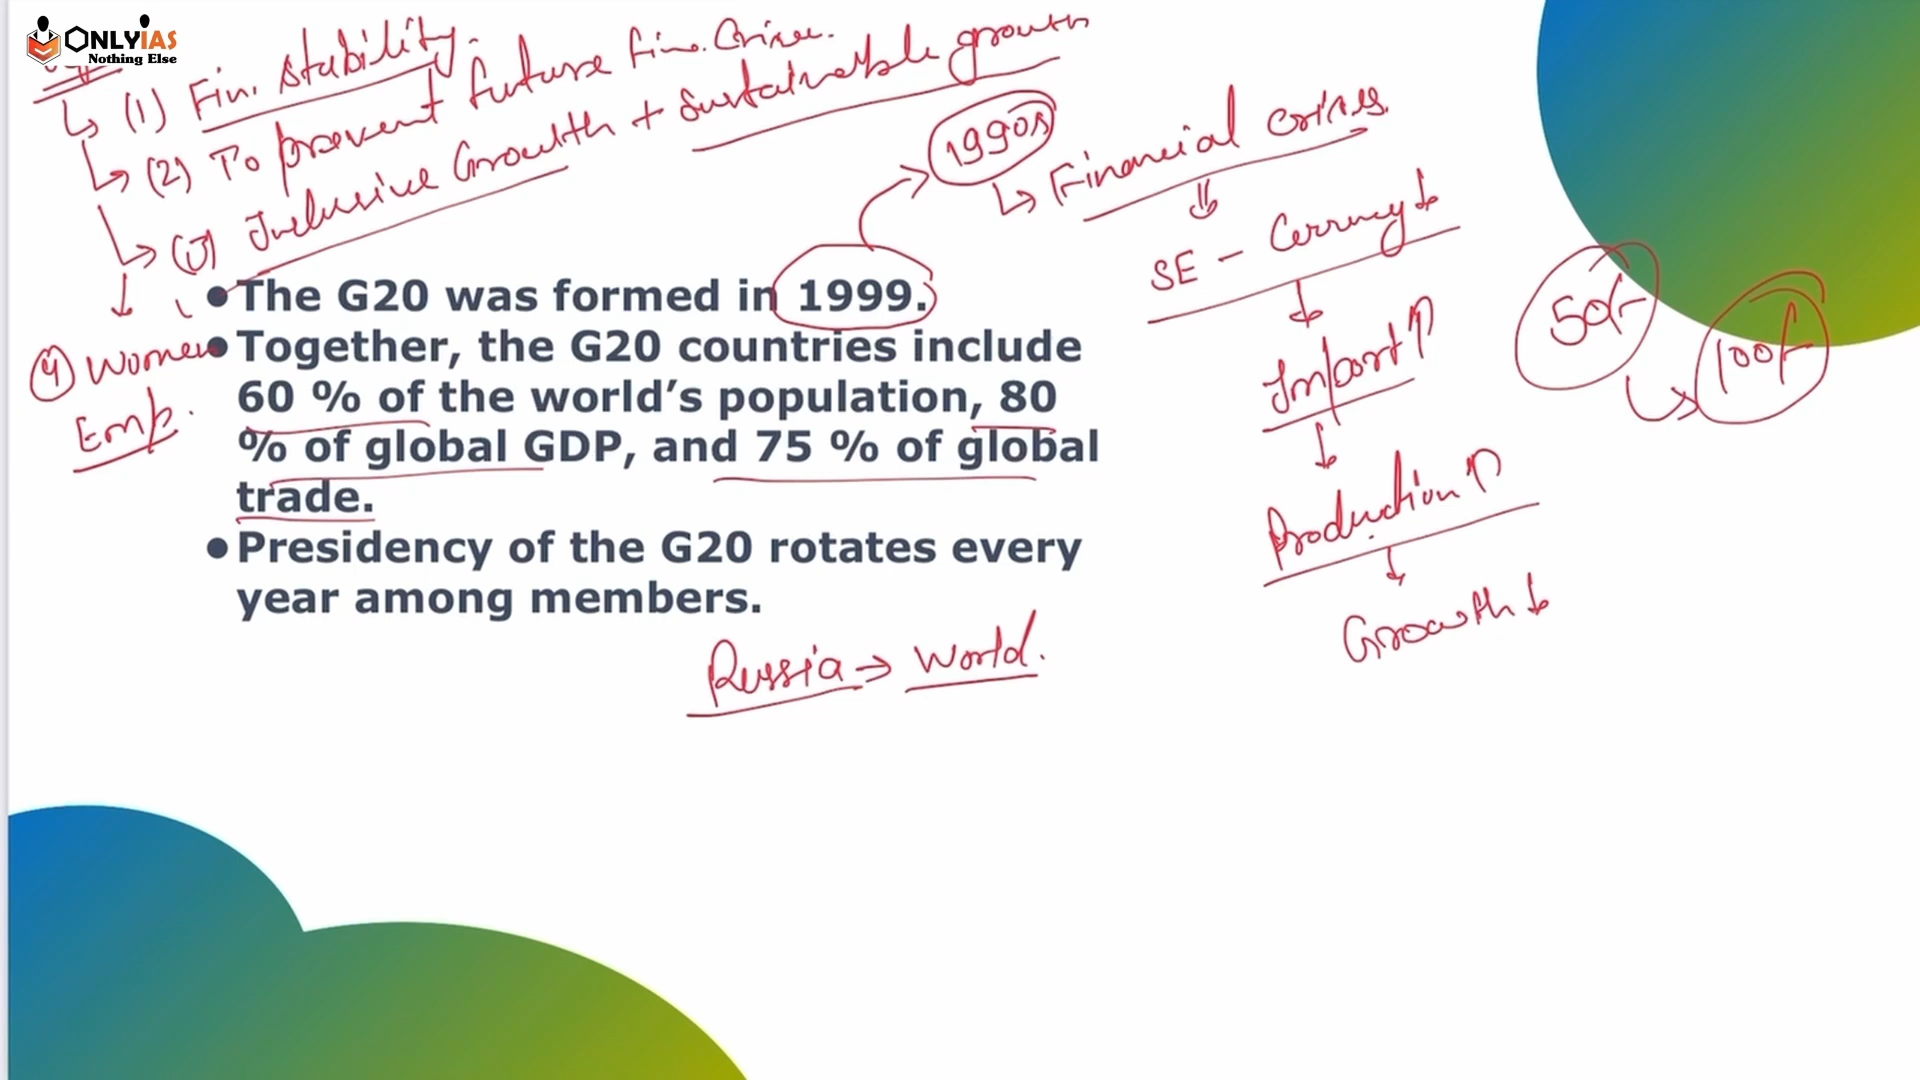 ONLYIAS
Nothing Else
(1) Fin. stability.
(2) To prevent future fin. Crises.
(3) Inclusive Growth + Sustainable growth
(4) Women
Emp.
1990s
Financial crises.
SE - Currency ↓
Import ↑
Production ↑
Growth ↓
50/-
100/-
● The G20 was formed in 1999.
● Together, the G20 countries include
60 % of the world’s population, 80
% of global GDP, and 75 % of global
trade.
● Presidency of the G20 rotates every
year among members.
Russia → World.